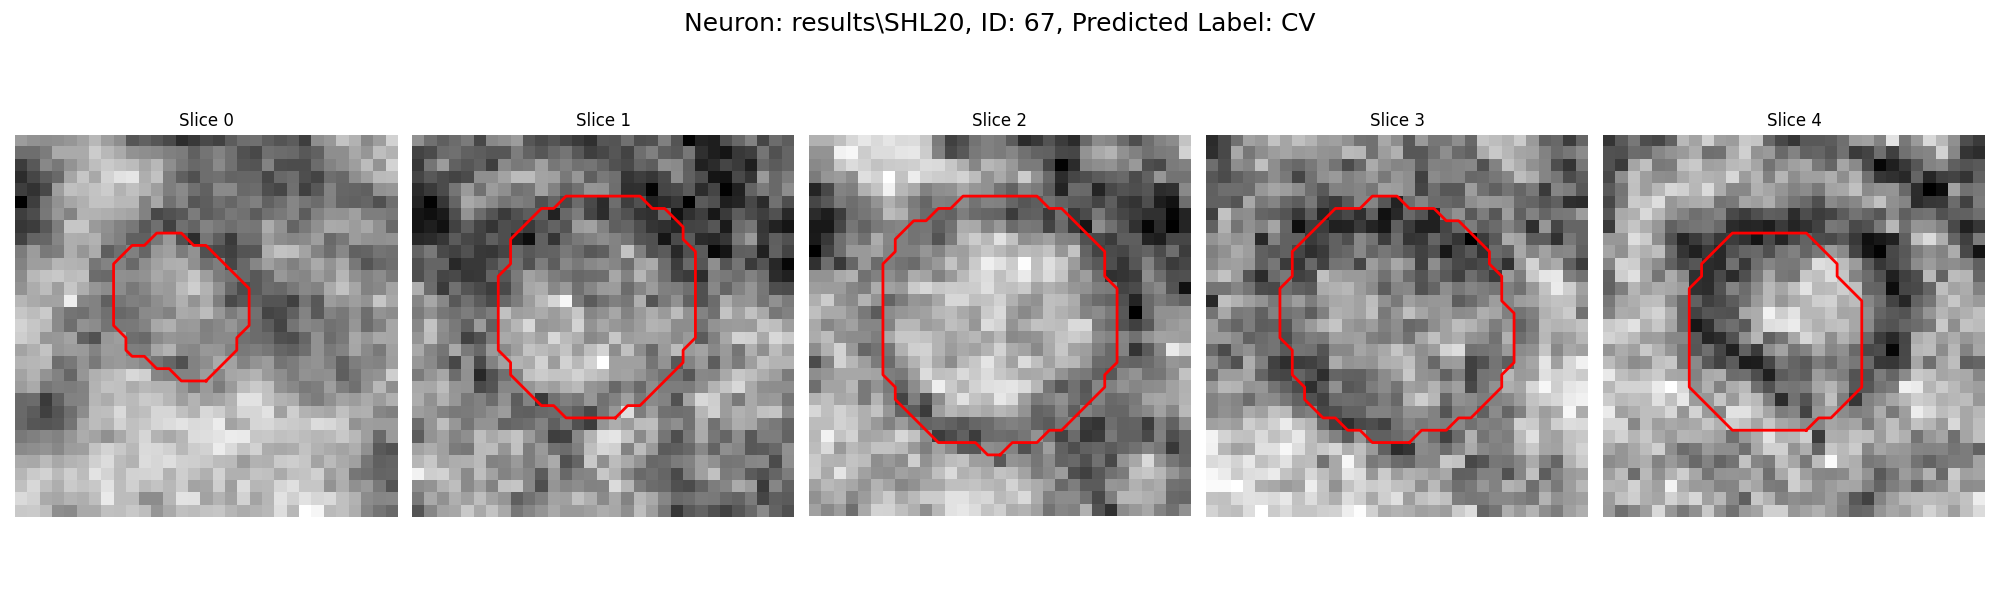 Neuron: results\SHL20, ID: 67, Predicted Label: CV
Slice 0
Slice 1
Slice 2
Slice 3
Slice 4